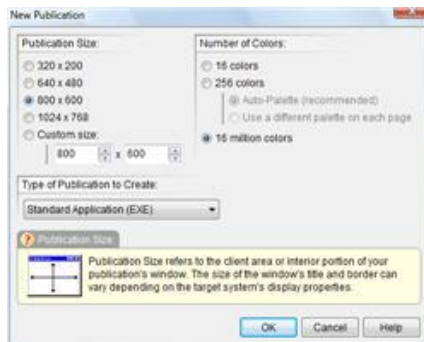 New Publication
Publication Size:
320 x 200
640 x 480
800 x 600
1024 x 768
Custom size:
800 x 600
Number of Colors:
16 colors
256 colors
Auto-Palette (recommended)
Use a different palette on each page
16 million colors
Type of Publication to Create:
Standard Application (EXE)
Publication Size:
Publication Size refers to the client area or interior portion of your
publication's window. The size of the window's title and border can
vary depending on the target system's display properties.
OK Cancel Help